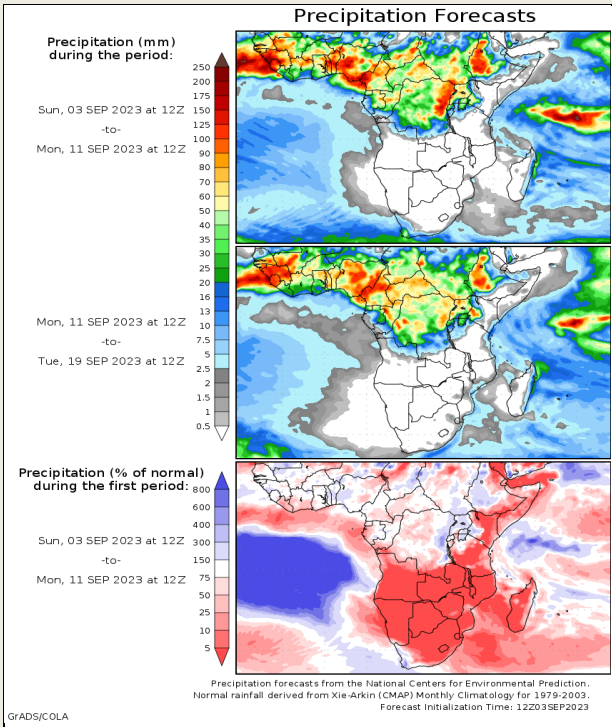 Precipitation Forecasts
Precipitation (mm)
during the period:
Sun, 03 SEP 2023 at 12Z
-to-
Mon, 11 SEP 2023 at 12Z
250
200
175
150
125
100
90
80
70
60
50
40
35
30
25
20
16
13
10
7.5
5
2.5
2
1.5
1
0.5
Mon, 11 SEP 2023 at 12Z
-to-
Tue, 19 SEP 2023 at 12Z
Precipitation (% of normal)
during the first period:
Sun, 03 SEP 2023 at 12Z
-to-
Mon, 11 SEP 2023 at 12Z
800
600
400
300
150
75
50
25
10
5
Precipitation forecasts from the National Centers for Environmental Prediction.
Normal rainfall derived from Xie-Arkin (CMAP) Monthly Climatology for 1979-2003.
Forecast Initialization Time: 12Z03SEP2023
GrADS/COLA